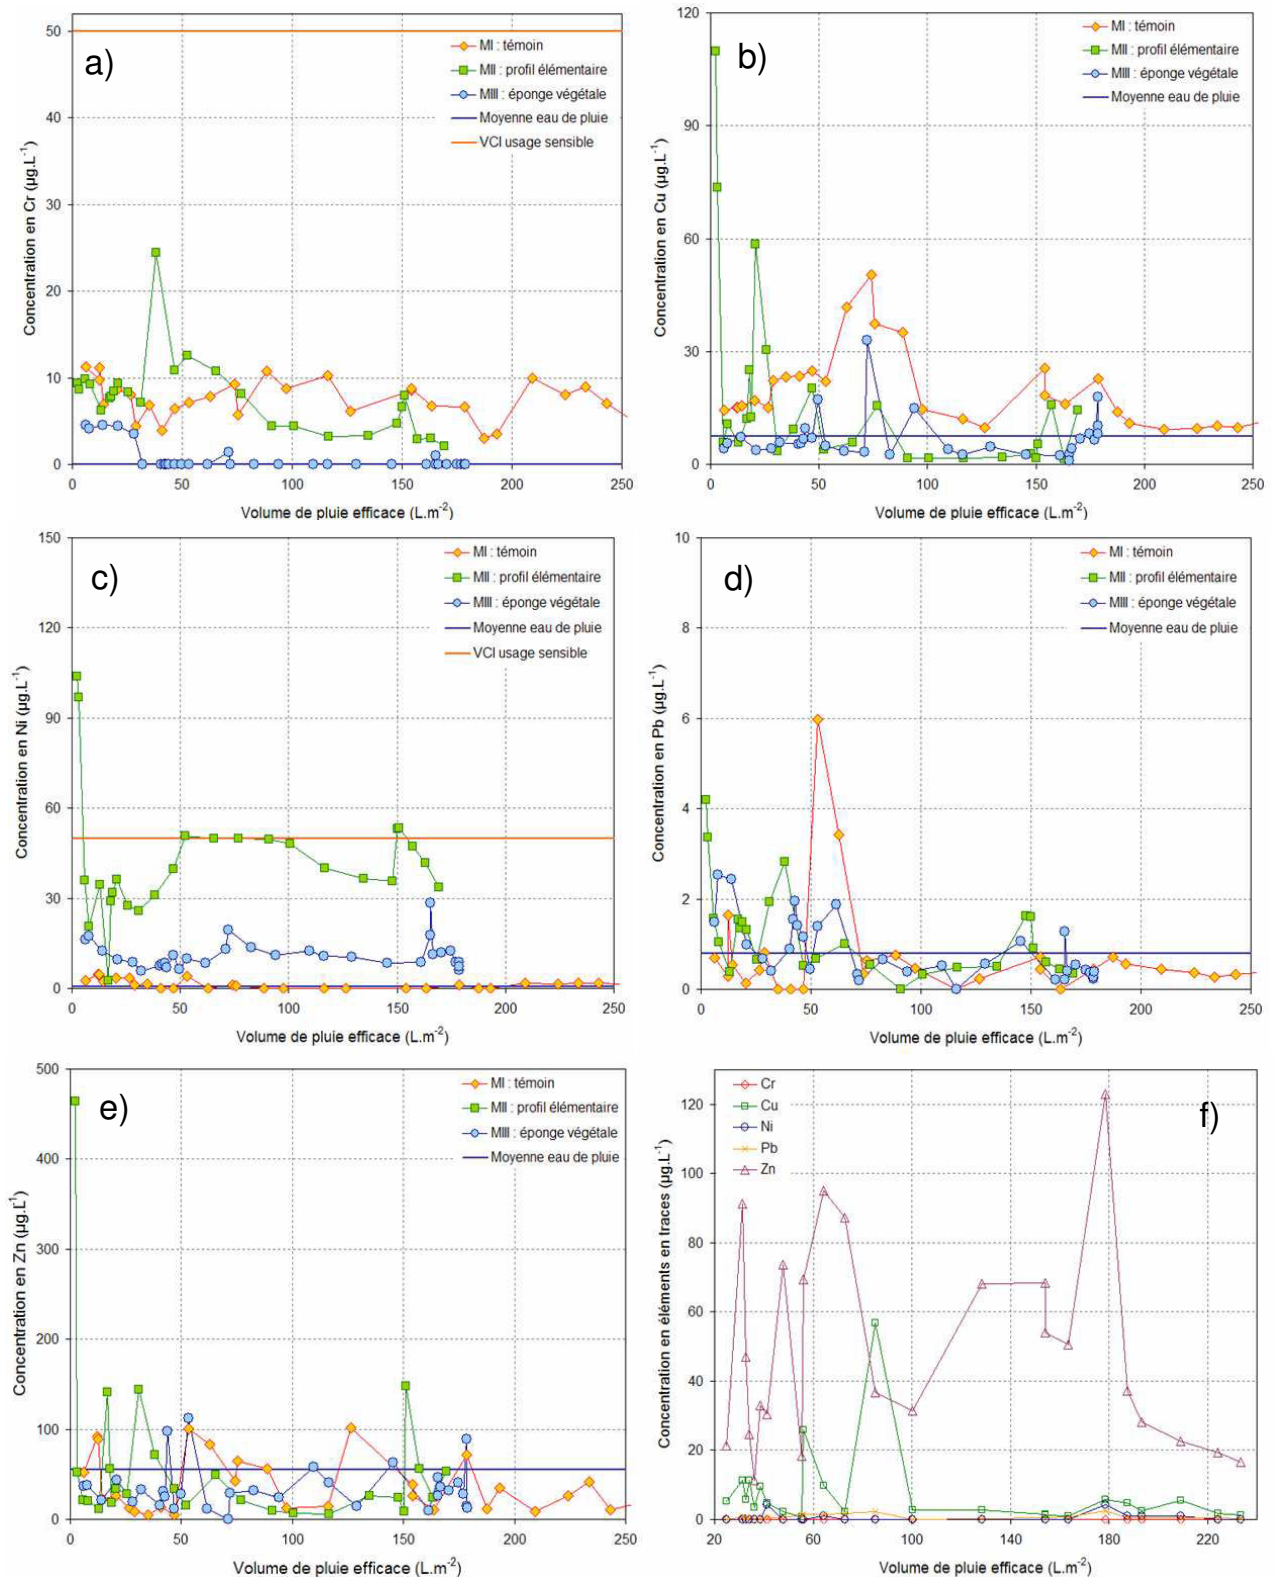 a)
50
40
30
20
10
0
0
50
100
150
200
250
Concentration en Cr (µg.L⁻¹)
Volume de pluie efficace (L.m⁻²)
MI : témoin
MII : profil élémentaire
MIII : éponge végétale
Moyenne eau de pluie
VCI usage sensible
b)
120
90
60
30
0
0
50
100
150
200
250
Concentration en Cu (µg.L⁻¹)
Volume de pluie efficace (L.m⁻²)
MI : témoin
MII : profil élémentaire
MIII : éponge végétale
Moyenne eau de pluie
c)
150
120
90
60
30
0
0
50
100
150
200
250
Concentration en Ni (µg.L⁻¹)
Volume de pluie efficace (L.m⁻²)
MI : témoin
MII : profil élémentaire
MIII : éponge végétale
Moyenne eau de pluie
VCI usage sensible
d)
10
8
6
4
2
0
0
50
100
150
200
250
Concentration en Pb (µg.L⁻¹)
Volume de pluie efficace (L.m⁻²)
MI : témoin
MII : profil élémentaire
MIII : éponge végétale
Moyenne eau de pluie
e)
500
400
300
200
100
0
0
50
100
150
200
250
Concentration en Zn (µg.L⁻¹)
Volume de pluie efficace (L.m⁻²)
MI : témoin
MII : profil élémentaire
MIII : éponge végétale
Moyenne eau de pluie
f)
120
100
80
60
40
20
0
20
60
100
140
180
220
Concentration en éléments en traces (µg.L⁻¹)
Volume de pluie efficace (L.m⁻²)
Cr
Cu
Ni
Pb
Zn